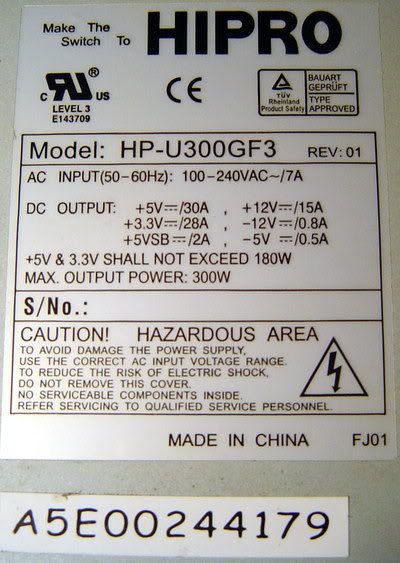 Make The
Switch To
HIPRO
C UL US
LEVEL 3
E143709
CE
TÜV
Rheinland
Product Safety
BAUART
GEPRÜFT
TYPE
APPROVED
Model: HP-U300GF3 REV: 01
AC INPUT(50-60Hz): 100-240VAC~/7A
DC OUTPUT: +5V⎓/30A , +12V⎓/15A
+3.3V⎓/28A , -12V⎓/0.8A
+5VSB⎓/2A , -5V⎓/0.5A
+5V & 3.3V SHALL NOT EXCEED 180W
MAX. OUTPUT POWER: 300W
S/No.:
CAUTION! HAZARDOUS AREA
TO AVOID DAMAGE THE POWER SUPPLY,
USE THE CORRECT AC INPUT VOLTAGE RANGE.
TO REDUCE THE RISK OF ELECTRIC SHOCK,
DO NOT REMOVE THIS COVER.
NO SERVICEABLE COMPONENTS INSIDE.
REFER SERVICING TO QUALIFIED SERVICE PERSONNEL.
MADE IN CHINA FJ01
A5E00244179